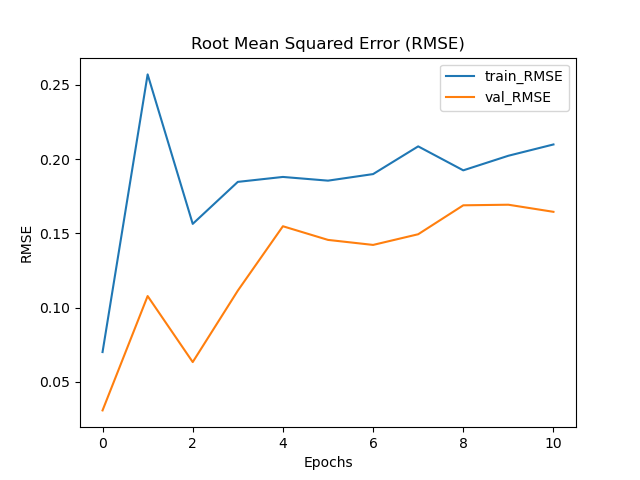 Root Mean Squared Error (RMSE)
train_RMSE
val_RMSE
0.25
0.20
0.15
0.10
0.05
RMSE
0 2 4 6 8 10
Epochs